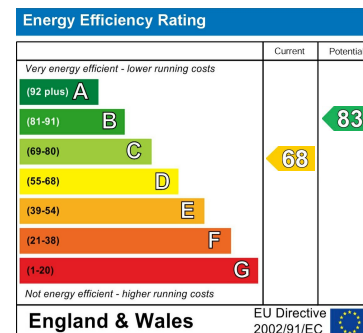 Energy Efficiency Rating
Current
Potential
Very energy efficient - lower running costs
(92 plus) A
(81-91) B
83
(69-80) C
68
(55-68) D
(39-54) E
(21-38) F
(1-20) G
Not energy efficient - higher running costs
England & Wales
EU Directive
2002/91/EC